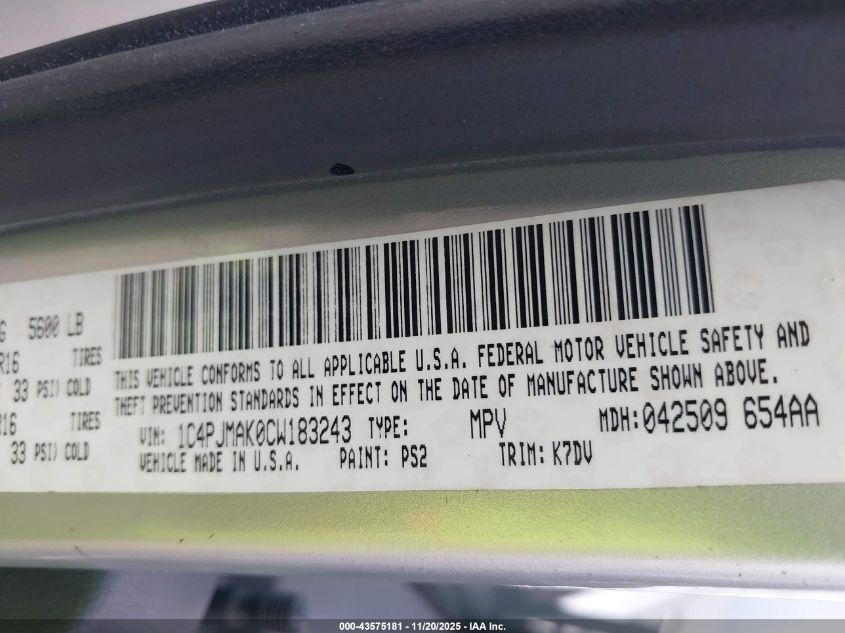 G 5600 LB
R16 TIRES
33 PSI) COLD
R16 TIRES
33 PSI) COLD
THIS VEHICLE CONFORMS TO ALL APPLICABLE U.S.A. FEDERAL MOTOR VEHICLE SAFETY AND
THEFT PREVENTION STANDARDS IN EFFECT ON THE DATE OF MANUFACTURE SHOWN ABOVE.
VIN: 1C4PJMAK0CW183243 TYPE: MPV MDH: 042509 654AA
VEHICLE MADE IN U.S.A. PAINT: PS2 TRIM: K7DV
000-43575181 - 11/20/2025 - IAA Inc.